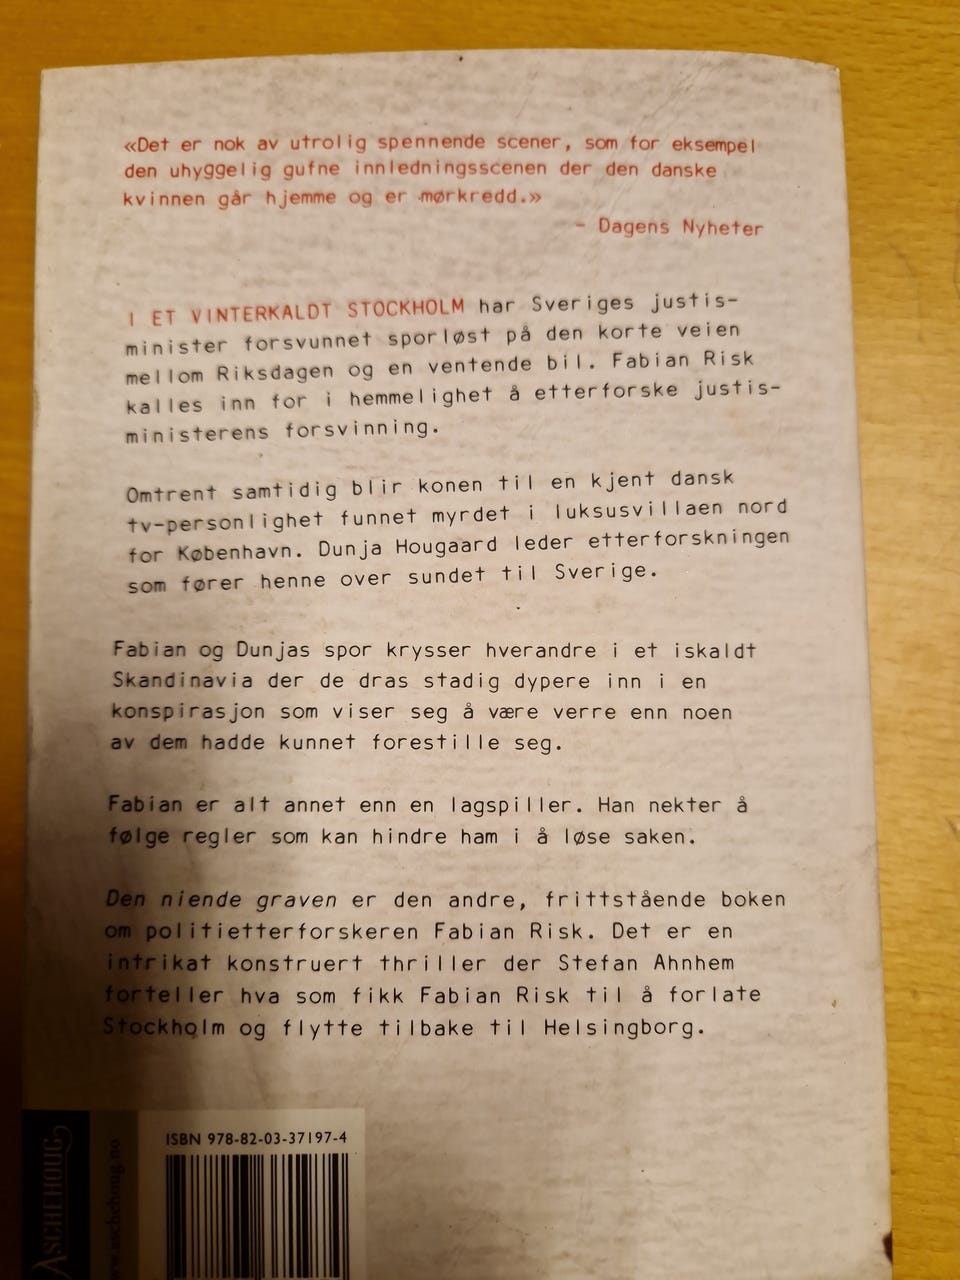 «Det er nok av utrolig spennende scener, som for eksempel
den uhyggelig gufne innledningsscenen der den danske
kvinnen går hjemme og er mørkredd.»
– Dagens Nyheter
I ET VINTERKALDT STOCKHOLM har Sveriges justis-
minister forsvunnet sporløst på den korte veien
mellom Riksdagen og en ventende bil. Fabian Risk
kalles inn for i hemmelighet å etterforske justis-
ministerens forsvinning.
Omtrent samtidig blir konen til en kjent dansk
tv-personlighet funnet myrdet i luksusvillaen nord
for København. Dunja Hougaard leder etterforskningen
som fører henne over sundet til Sverige.
Fabian og Dunjas spor krysser hverandre i et iskaldt
Skandinavia der de dras stadig dypere inn i en
konspirasjon som viser seg å være verre enn noen
av dem hadde kunnet forestille seg.
Fabian er alt annet enn en lagspiller. Han nekter å
følge regler som kan hindre ham i å løse saken.
Den niende graven er den andre, frittstående boken
om politietterforskeren Fabian Risk. Det er en
intrikat konstruert thriller der Stefan Ahnhem
forteller hva som fikk Fabian Risk til å forlate
Stockholm og flytte tilbake til Helsingborg.
ISBN 978-82-03-37197-4
ASCHEHOUG
www.aschehoug.no